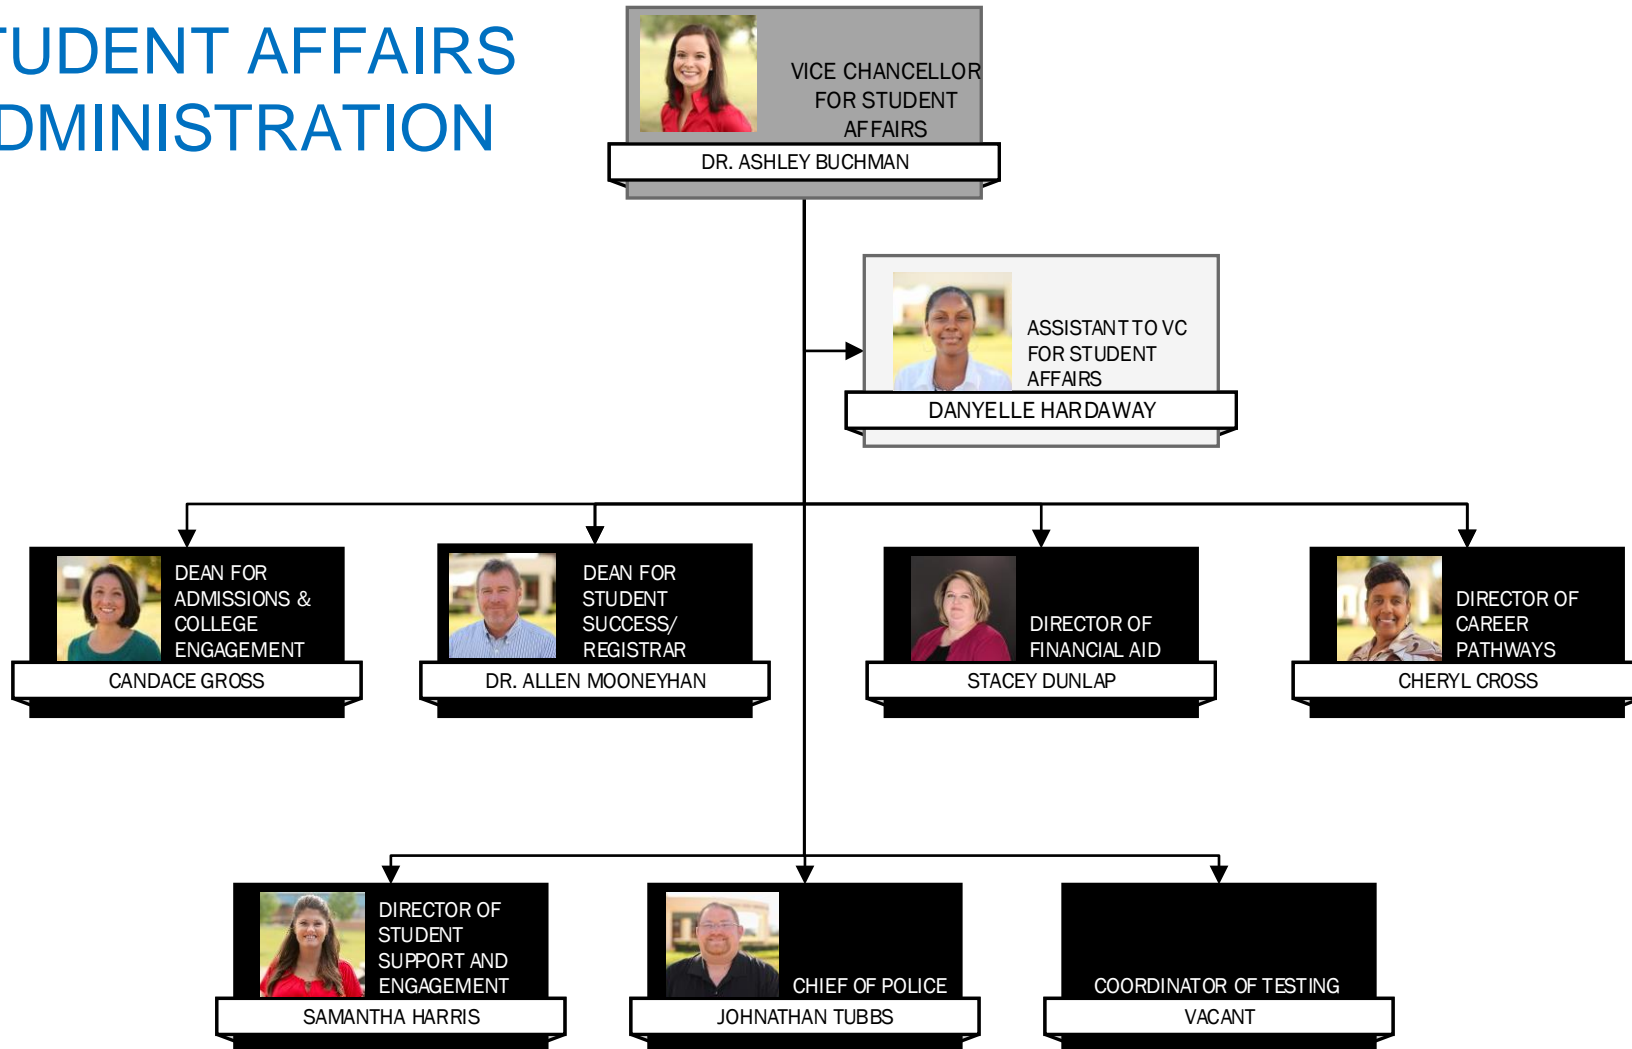 TUDENT AFFAIRS
DMINISTRATION
VICE CHANCELLOR
FOR STUDENT
AFFAIRS
DR. ASHLEY BUCHMAN
ASSISTANT TO VC
FOR STUDENT
AFFAIRS
DANYELLE HARDAWAY
DEAN FOR
ADMISSIONS &
COLLEGE
ENGAGEMENT
CANDACE GROSS
DEAN FOR
STUDENT
SUCCESS/
REGISTRAR
DR. ALLEN MOONEYHAN
DIRECTOR OF
FINANCIAL AID
STACEY DUNLAP
DIRECTOR OF
CAREER
PATHWAYS
CHERYL CROSS
DIRECTOR OF
STUDENT
SUPPORT AND
ENGAGEMENT
SAMANTHA HARRIS
CHIEF OF POLICE
JOHNATHAN TUBBS
COORDINATOR OF TESTING
VACANT